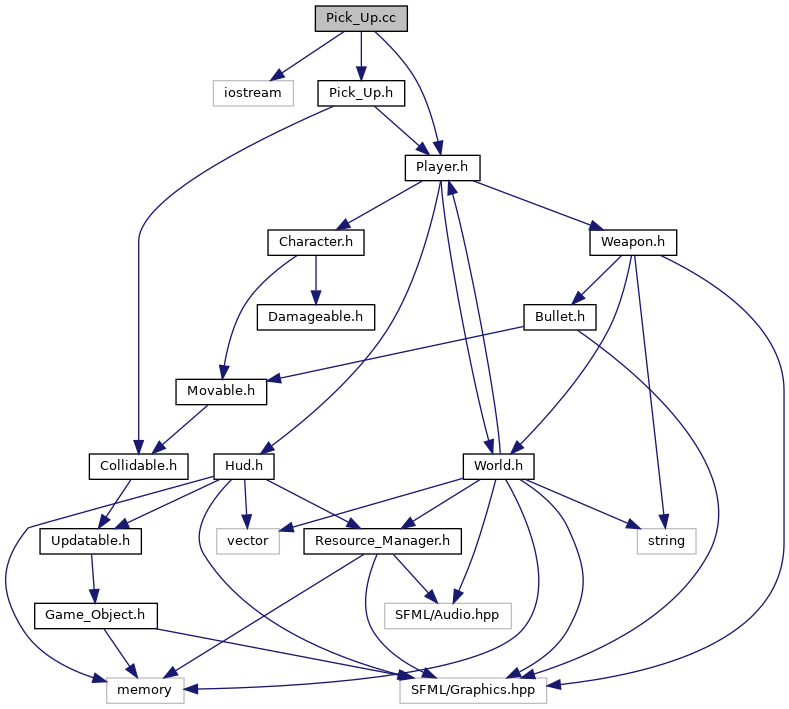 Pick_Up.cc
iostream
Pick_Up.h
Player.h
Character.h
Weapon.h
Damageable.h
Bullet.h
Movable.h
Collidable.h
Hud.h
World.h
Updatable.h
vector
Resource_Manager.h
string
Game_Object.h
SFML/Audio.hpp
memory
SFML/Graphics.hpp